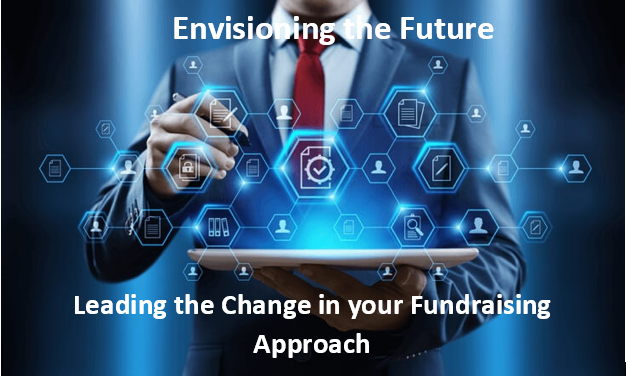 Envisioning the Future
Leading the Change in your Fundraising
Approach